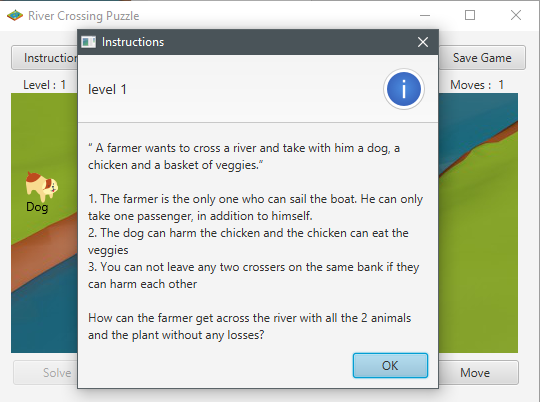 River Crossing Puzzle
Instructions
Instruction
Save Game
Level : 1
Moves : 1
level 1
“ A farmer wants to cross a river and take with him a dog, a
chicken and a basket of veggies.”
1. The farmer is the only one who can sail the boat. He can only
take one passenger, in addition to himself.
2. The dog can harm the chicken and the chicken can eat the
veggies
3. You can not leave any two crossers on the same bank if they
can harm each other
How can the farmer get across the river with all the 2 animals
and the plant without any losses?
Dog
OK
Solve
Move